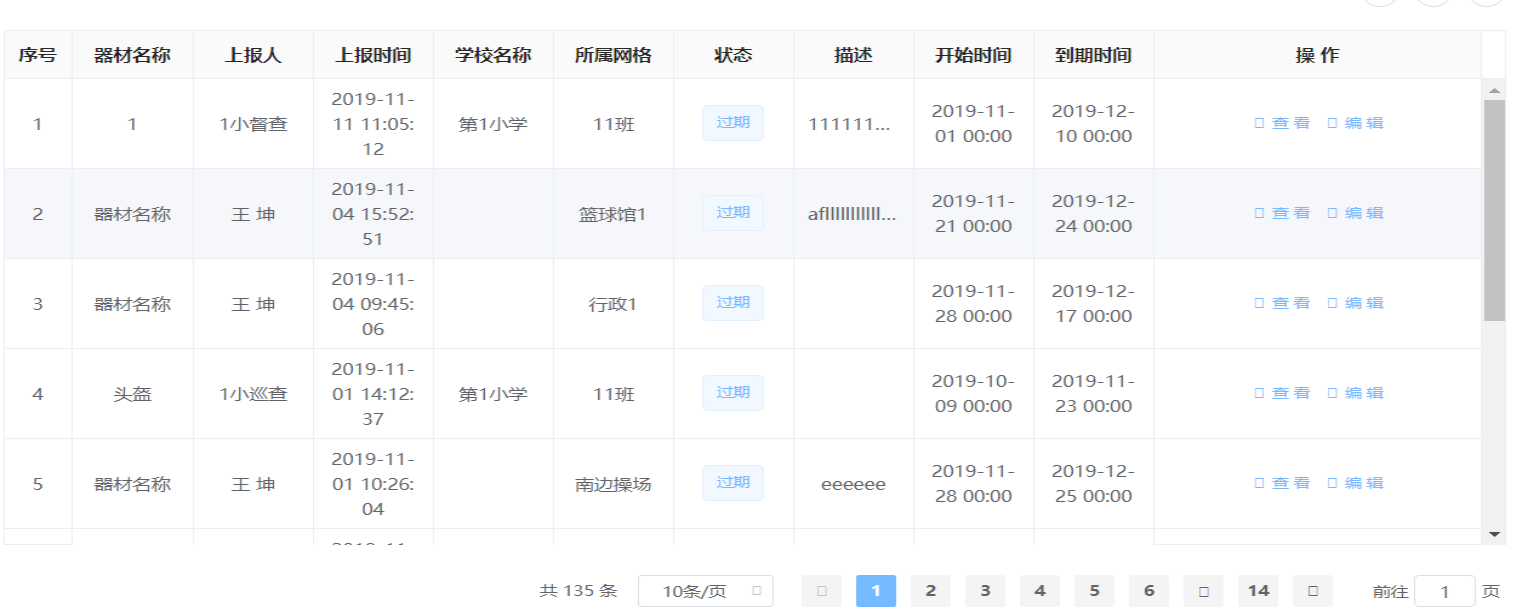 序号 器材名称 上报人 上报时间 学校名称 所属网格 状态 描述 开始时间 到期时间 操 作
1 1 1小督查 2019-11-11 11:05:12 第1小学 11班 过期 111111... 2019-11-01 00:00 2019-12-10 00:00 查看 编辑
2 器材名称 王 坤 2019-11-04 15:52:51 篮球馆1 过期 afllllllllllll... 2019-11-21 00:00 2019-12-24 00:00 查看 编辑
3 器材名称 王 坤 2019-11-04 09:45:06 行政1 过期 2019-11-28 00:00 2019-12-17 00:00 查看 编辑
4 头盔 1小巡查 2019-11-01 14:12:37 第1小学 11班 过期 2019-10-09 00:00 2019-11-23 00:00 查看 编辑
5 器材名称 王 坤 2019-11-01 10:26:04 南边操场 过期 eeeeee 2019-11-28 00:00 2019-12-25 00:00 查看 编辑
共 135 条 10条/页 1 2 3 4 5 6 14 前往 1 页